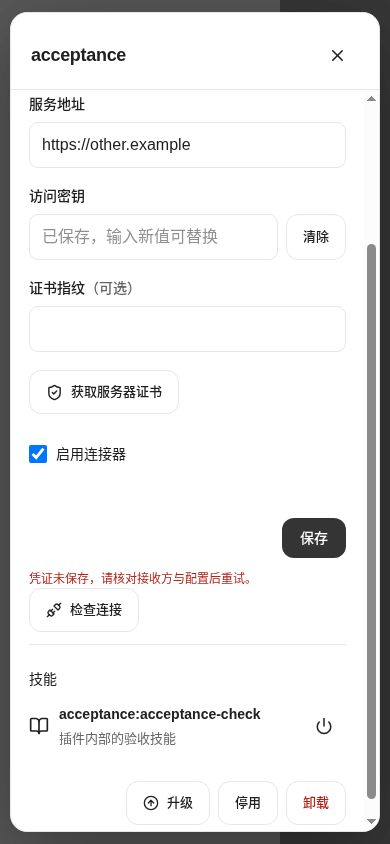 acceptance
服务地址
https://other.example
访问密钥
已保存，输入新值可替换
清除
证书指纹（可选）
获取服务器证书
启用连接器
保存
凭证未保存，请核对接收方与配置后重试。
检查连接
技能
acceptance:acceptance-check
插件内部的验收技能
升级
停用
卸载